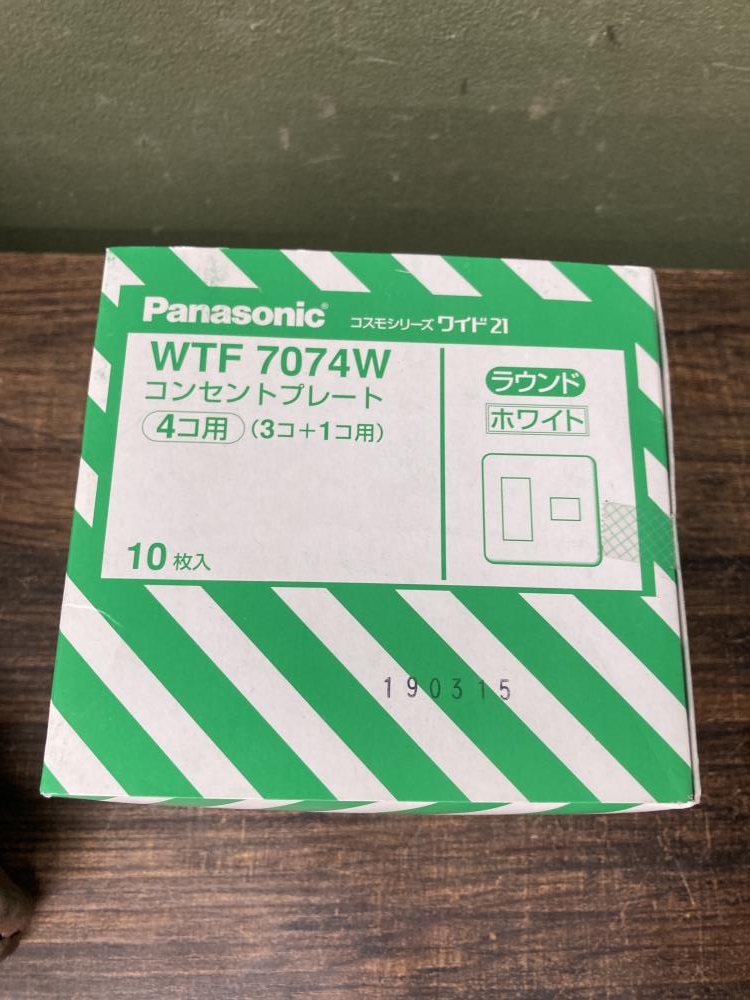 Panasonic® コスモシリーズ ワイド21
WTF 7074W
コンセントプレート
4コ用 (3コ+1コ用)
10枚入
ラウンド
ホワイト
190315